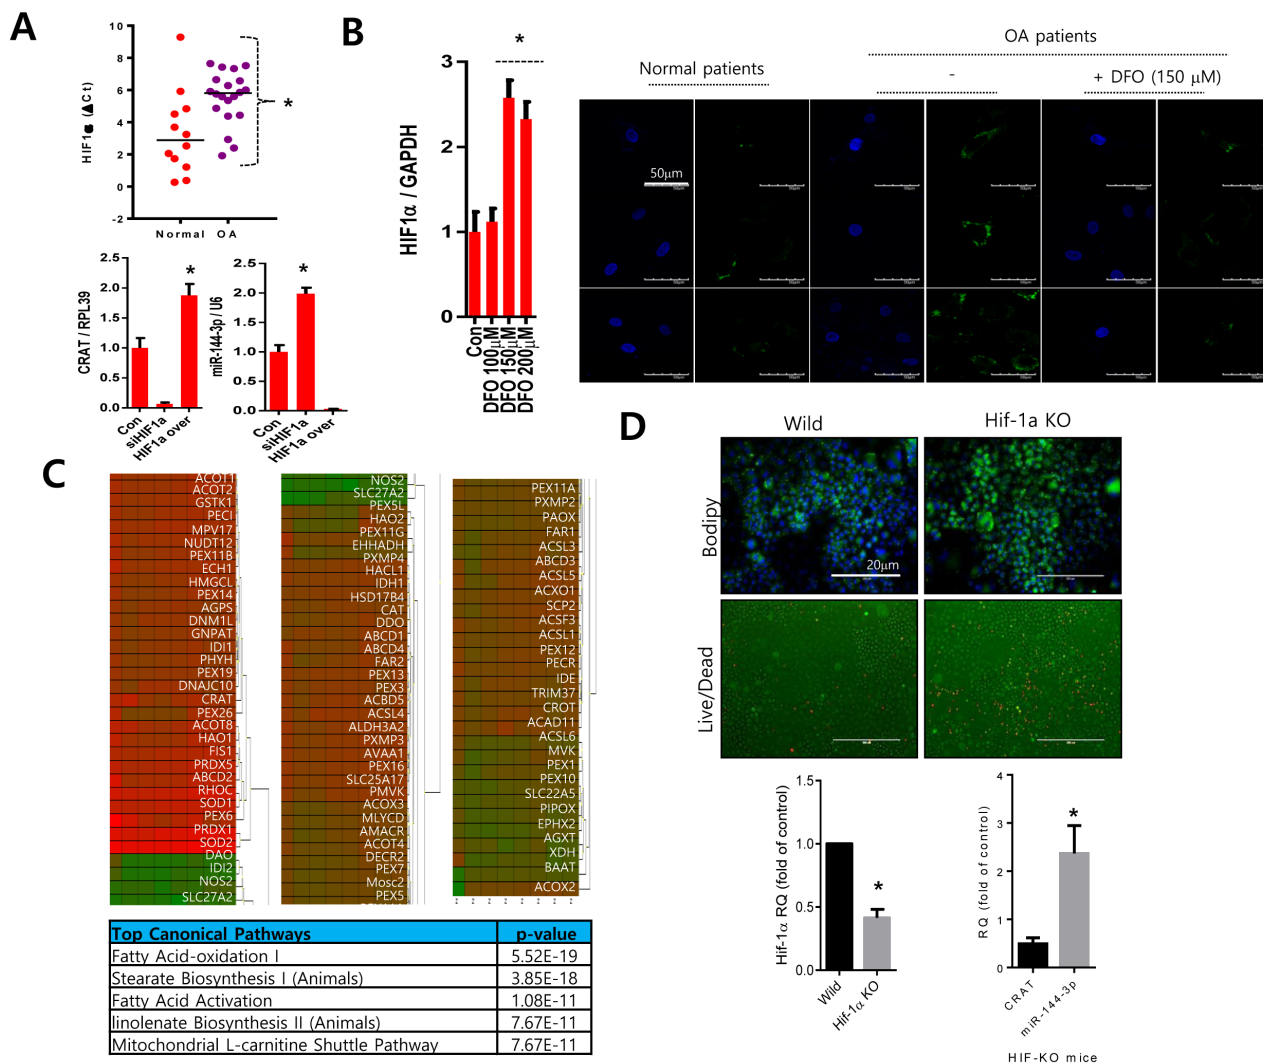 A
10
8
6
4
2
0
-2
HIF1α (▲Ct)
*
Normal OA
2.5
2.0
1.5
1.0
0.5
0.0
CRAT / RPL39
*
Con
siHIF1a
HIF1a over
2.5
2.0
1.5
1.0
0.5
0.0
miR-144-3p / U6
*
Con
siHIF1a
HIF1a over
B
3
2
1
0
HIF1α / GAPDH
*
Con
DFO 100μM
DFO 150μM
DFO 200μM
OA patients
Normal patients
-
+ DFO (150 μM)
50μm
C
ACOT1
ACOT2
GSTK1
PECI
MPV17
NUDT12
PEX11B
ECH1
HMGCL
PEX14
AGPS
DNM1L
GNPAT
IDI1
PHYH
PEX19
DNAJC10
CRAT
PEX26
ACOT8
HAO1
FIS1
PRDX5
ABCD2
RHOC
SOD1
PEX6
PRDX1
SOD2
DAO
IDI2
NOS2
SLC27A2
NOS2
SLC27A2
PEX5L
HAO2
PEX11G
EHHADH
PXMP4
HACL1
IDH1
HSD17B4
CAT
DDO
ABCD1
ABCD4
FAR2
PEX13
PEX3
ACBD5
ACSL4
ALDH3A2
PXMP3
AVAA1
PEX16
SLC25A17
PMVK
ACOX3
MLYCD
AMACR
ACOT4
DECR2
PEX7
Mosc2
PEX5
PEX11A
PXMP2
PAOX
FAR1
ACSL3
ABCD3
ACSL5
ACXO1
SCP2
ACSF3
ACSL1
PEX12
PECR
IDE
TRIM37
CROT
ACAD11
ACSL6
MVK
PEX1
PEX10
SLC22A5
PIPOX
EPHX2
AGXT
XDH
BAAT
ACOX2
Top Canonical Pathways p-value
Fatty Acid-oxidation I 5.52E-19
Stearate Biosynthesis I (Animals) 3.85E-18
Fatty Acid Activation 1.08E-11
linolenate Biosynthesis II (Animals) 7.67E-11
Mitochondrial L-carnitine Shuttle Pathway 7.67E-11
D
Wild
Hif-1a KO
Bodipy
20μm
Live/Dead
1.5
1.0
0.5
0.0
Hif-1α RQ (fold of control)
*
Wild
Hif-1α KO
4
3
2
1
0
RQ (fold of control)
*
CRAT
miR-144-3p
HIF-KO mice